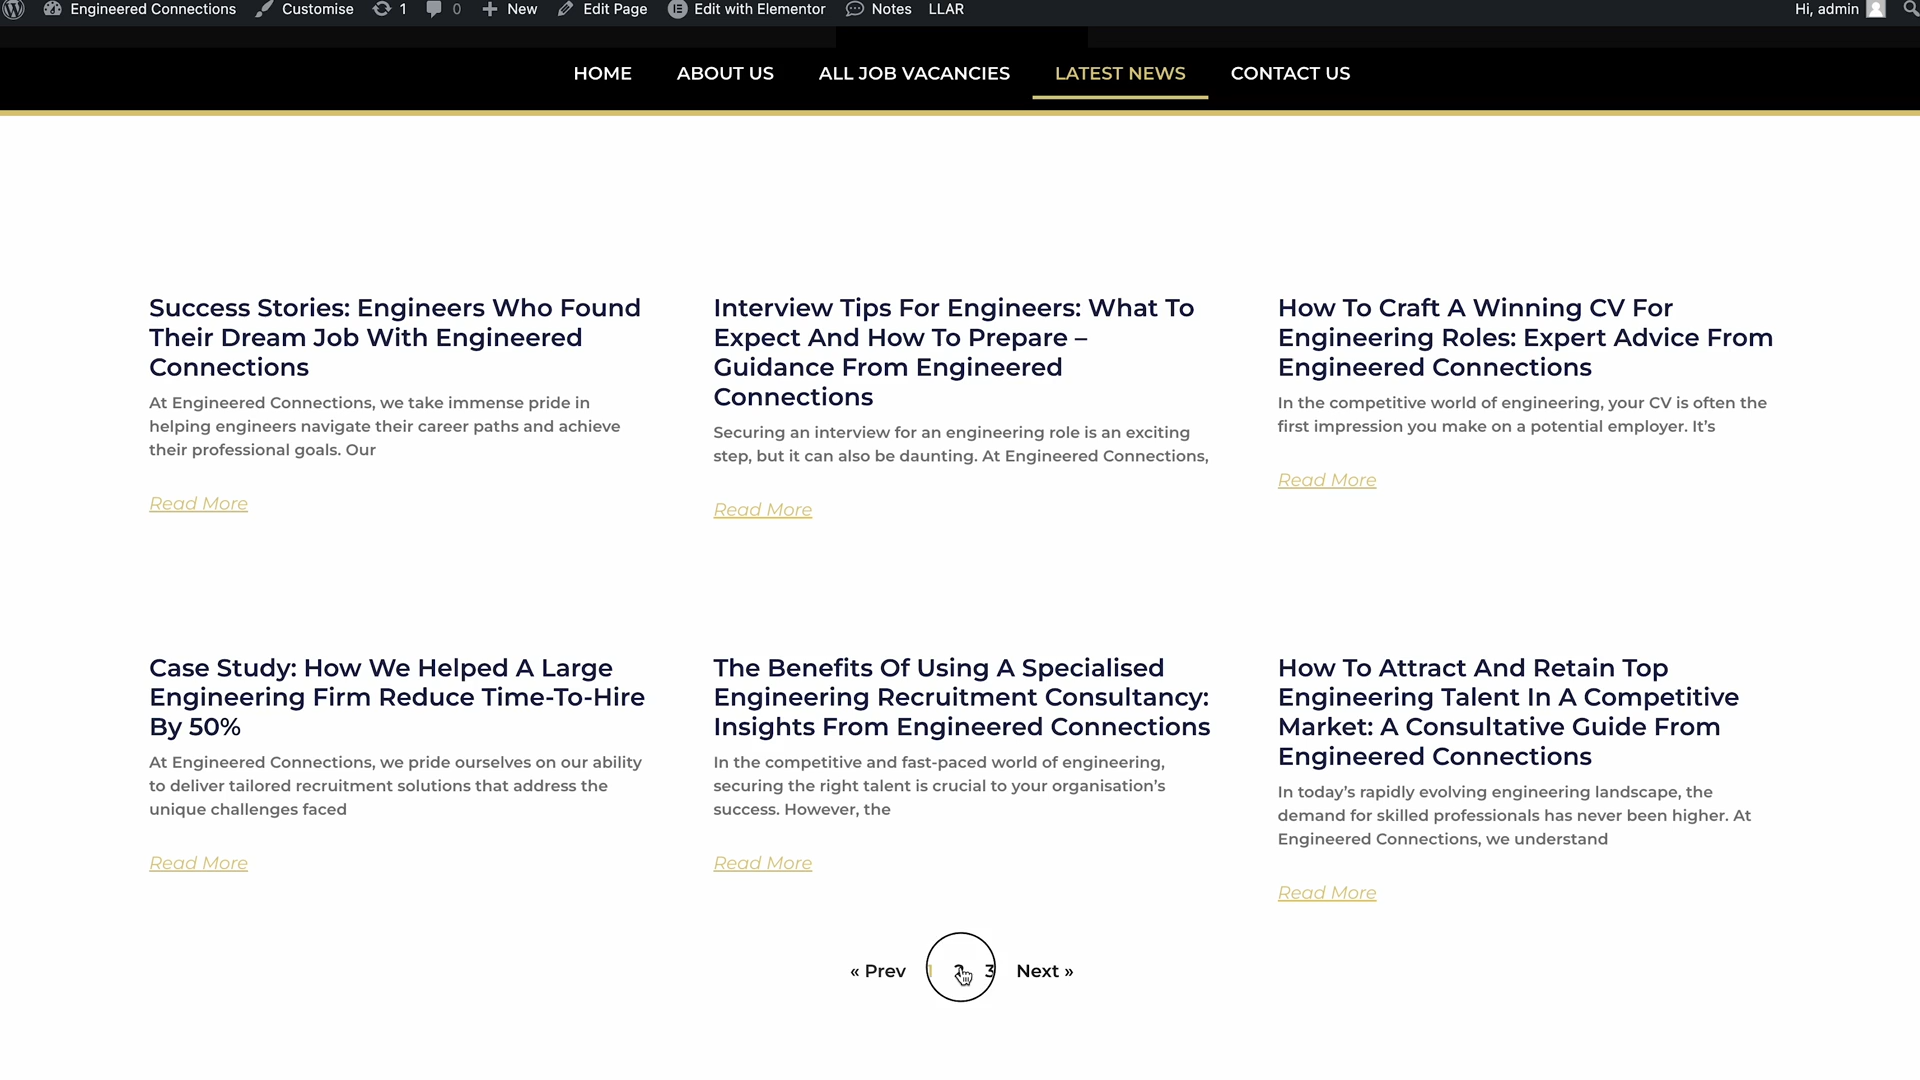 Engineered Connections Customise 1 0 New Edit Page Edit with Elementor Notes LLAR Hi, admin
HOME ABOUT US ALL JOB VACANCIES LATEST NEWS CONTACT US
Success Stories: Engineers Who Found
Their Dream Job With Engineered
Connections
At Engineered Connections, we take immense pride in
helping engineers navigate their career paths and achieve
their professional goals. Our
Read More
Interview Tips For Engineers: What To
Expect And How To Prepare –
Guidance From Engineered
Connections
Securing an interview for an engineering role is an exciting
step, but it can also be daunting. At Engineered Connections,
Read More
How To Craft A Winning CV For
Engineering Roles: Expert Advice From
Engineered Connections
In the competitive world of engineering, your CV is often the
first impression you make on a potential employer. It’s
Read More
Case Study: How We Helped A Large
Engineering Firm Reduce Time-To-Hire
By 50%
At Engineered Connections, we pride ourselves on our ability
to deliver tailored recruitment solutions that address the
unique challenges faced
Read More
The Benefits Of Using A Specialised
Engineering Recruitment Consultancy:
Insights From Engineered Connections
In the competitive and fast-paced world of engineering,
securing the right talent is crucial to your organisation’s
success. However, the
Read More
How To Attract And Retain Top
Engineering Talent In A Competitive
Market: A Consultative Guide From
Engineered Connections
In today’s rapidly evolving engineering landscape, the
demand for skilled professionals has never been higher. At
Engineered Connections, we understand
Read More
« Prev 1 2 3 Next »